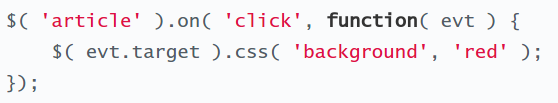 $( 'article' ).on( 'click', function( evt ) {
    $( evt.target ).css( 'background', 'red' );
});